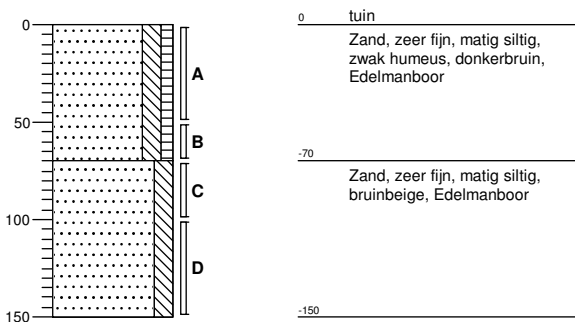 0
50
100
150
A
B
C
D
0 tuin
Zand, zeer fijn, matig siltig,
zwak humeus, donkerbruin,
Edelmanboor
-70
Zand, zeer fijn, matig siltig,
bruinbeige, Edelmanboor
-150